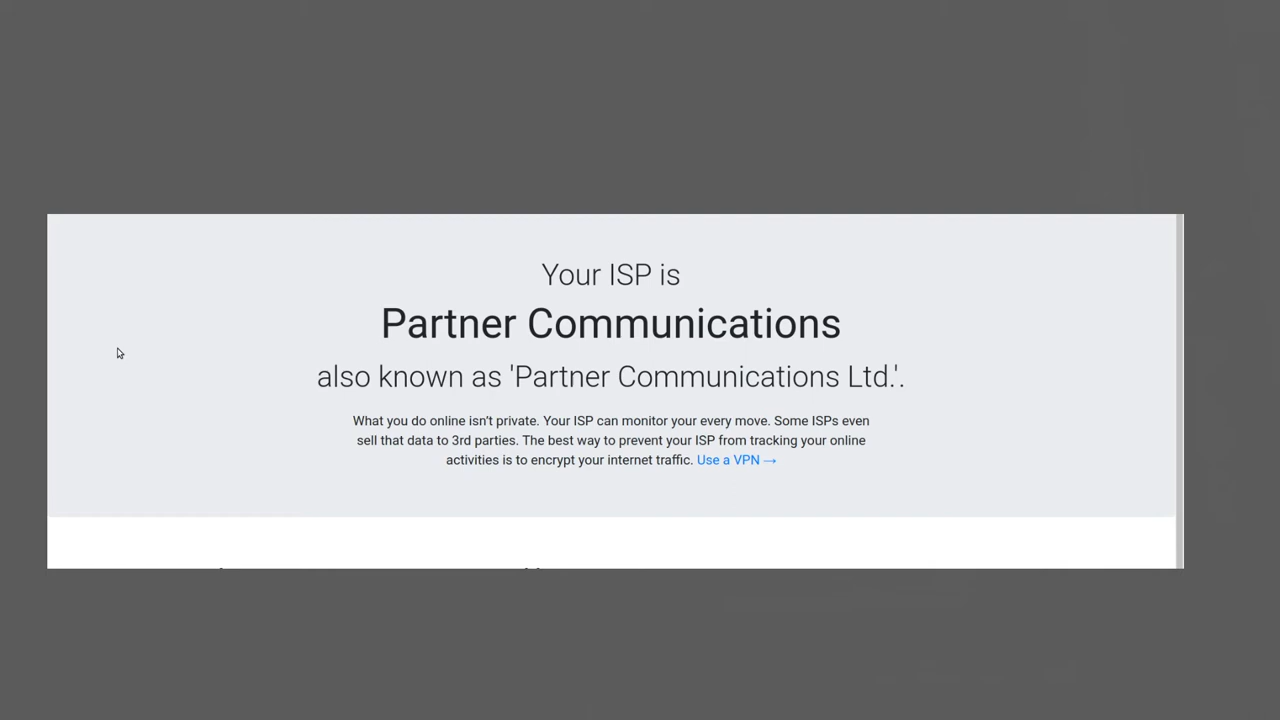 Your ISP is
Partner Communications
also known as 'Partner Communications Ltd.'.
What you do online isn’t private. Your ISP can monitor your every move. Some ISPs even
sell that data to 3rd parties. The best way to prevent your ISP from tracking your online
activities is to encrypt your internet traffic. Use a VPN →